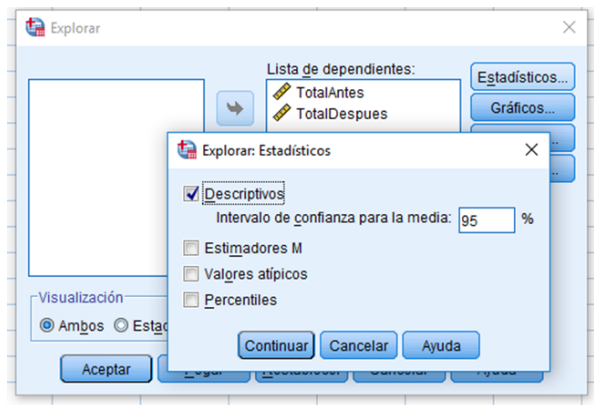 Explorar
Lista de dependientes:
TotalAntes
TotalDespues
Estadísticos...
Gráficos...
Explorar: Estadísticos
Descriptivos
Intervalo de confianza para la media: 95 %
Estimadores M
Valores atípicos
Percentiles
Continuar Cancelar Ayuda
Visualización
Ambos
Aceptar